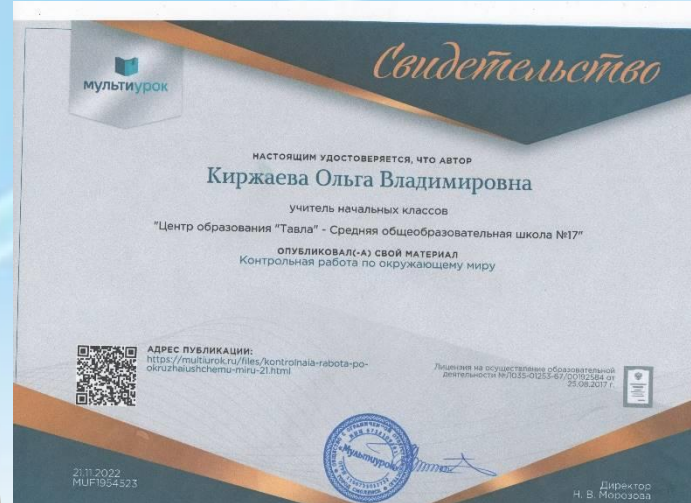 мультиурок
Свидетельство
НАСТОЯЩИМ УДОСТОВЕРЯЕТСЯ, ЧТО АВТОР
Киржаева Ольга Владимировна
учитель начальных классов
"Центр образования "Тавла" - Средняя общеобразовательная школа №17"
ОПУБЛИКОВАЛ(-А) СВОЙ МАТЕРИАЛ
Контрольная работа по окружающему миру
АДРЕС ПУБЛИКАЦИИ:
https://multiurok.ru/files/kontrolnaia-rabota-po-
okruzhaiushchemu-miru-21.html
Лицензия на осуществление образовательной
деятельности №Л035-01253-67/00192584 от
25.08.2017 г.
Мультиурок
21.11.2022
MUF1954523
Директор
Н. В. Морозова